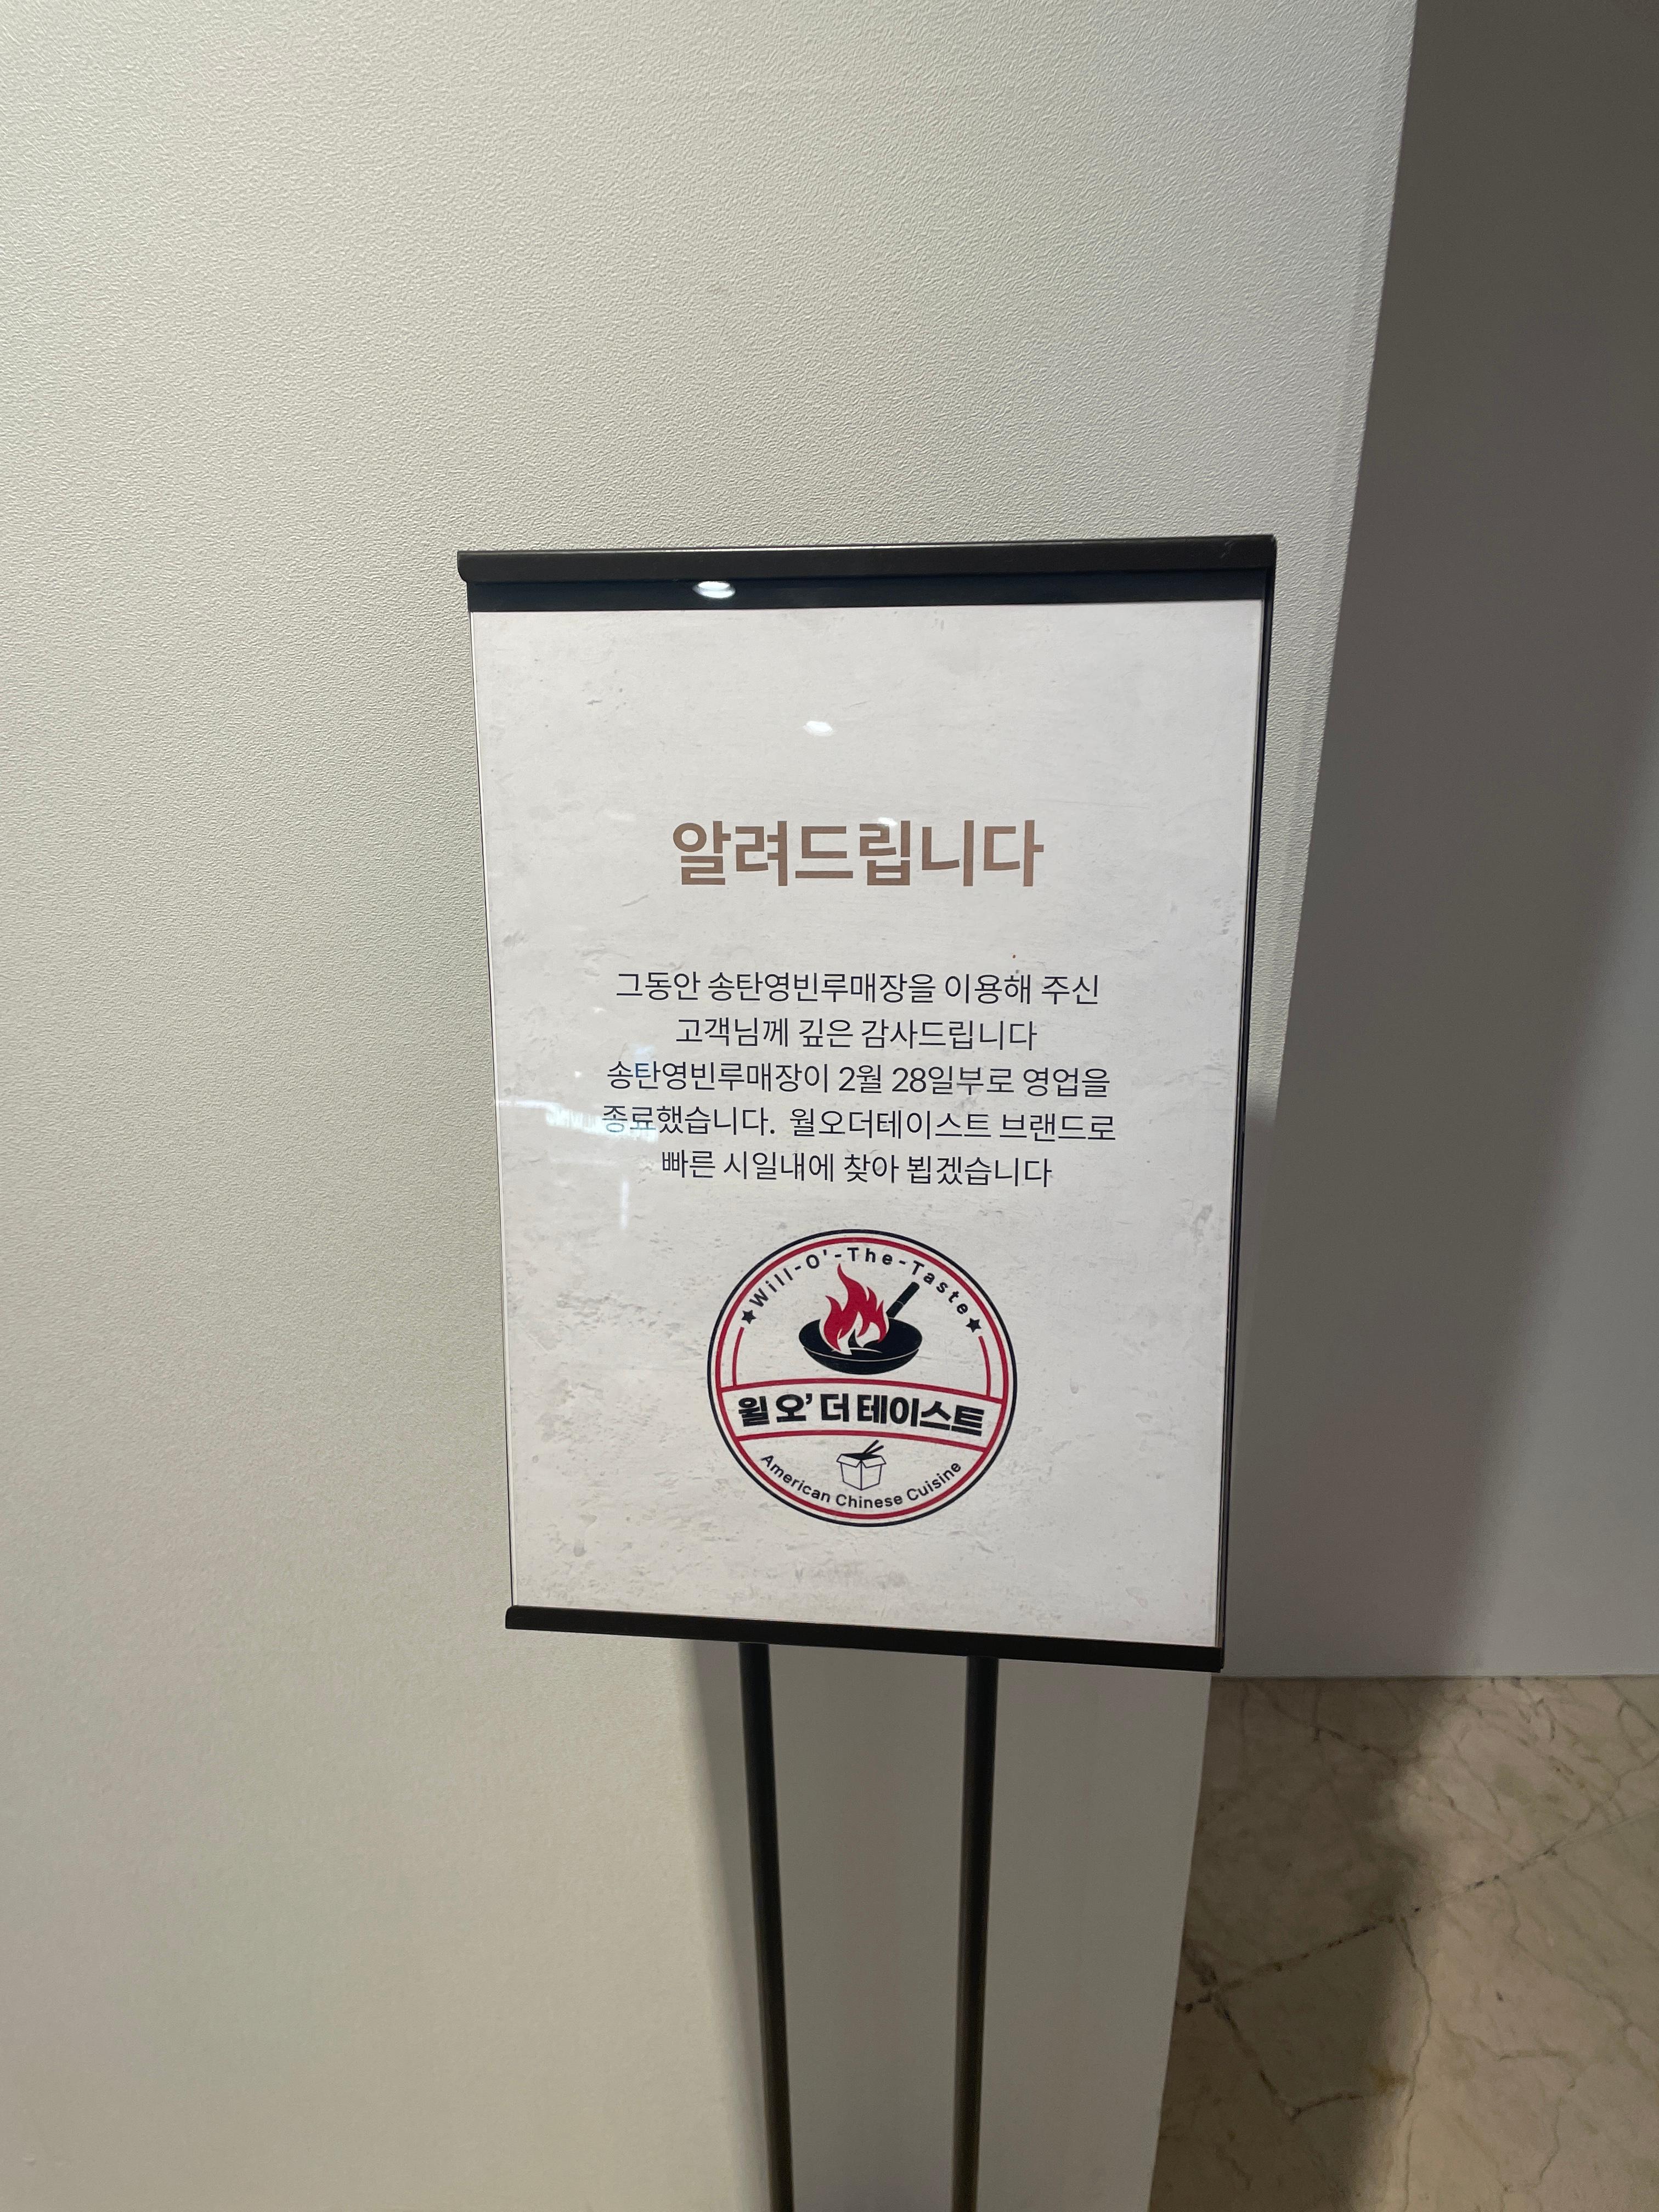 알려드립니다
그동안 송탄영빈루매장을 이용해 주신
고객님께 깊은 감사드립니다
송탄영빈루매장이 2월 28일부로 영업을
종료했습니다. 월오더테이스트 브랜드로
빠른 시일내에 찾아 뵙겠습니다
★Will-O'-The-Taste★
윌 오’ 더 테이스트
American Chinese Cuisine